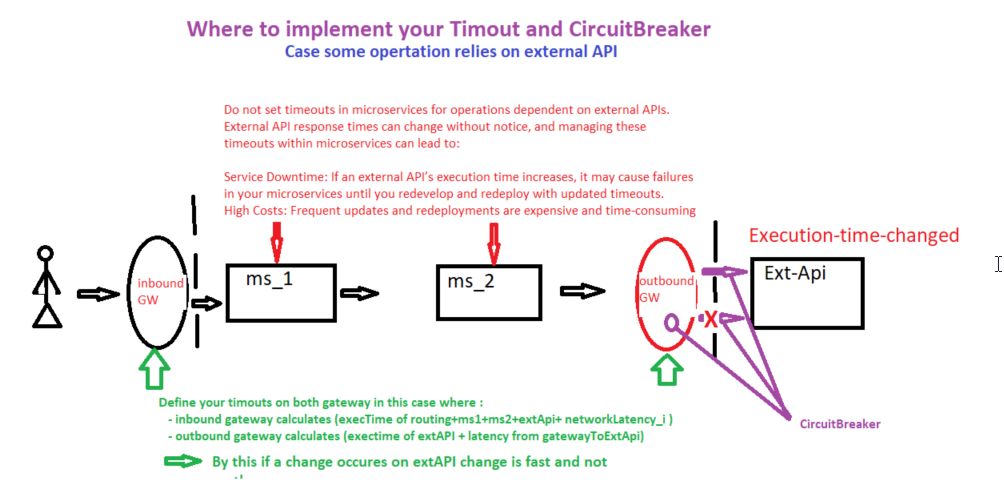 Where to implement your Timout and CircuitBreaker
Case some opertation relies on external API
Do not set timeouts in microservices for operations dependent on external APIs.
External API response times can change without notice, and managing these
timeouts within microservices can lead to:
Service Downtime: If an external API's execution time increases, it may cause failures
in your microservices until you redevelop and redeploy with updated timeouts.
High Costs: Frequent updates and redeployments are expensive and time-consuming
Execution-time-changed
inbound
GW
ms_1
ms_2
outbound
GW
Ext-Api
X
CircuitBreaker
Define your timouts on both gateway in this case where :
- inbound gateway calculates (execTime of routing+ms1+ms2+extApi+ networkLatency_i )
- outbound gateway calculates (exectime of extAPI + latency from gatewayToExtApi)
By this if a change occures on extAPI change is fast and not